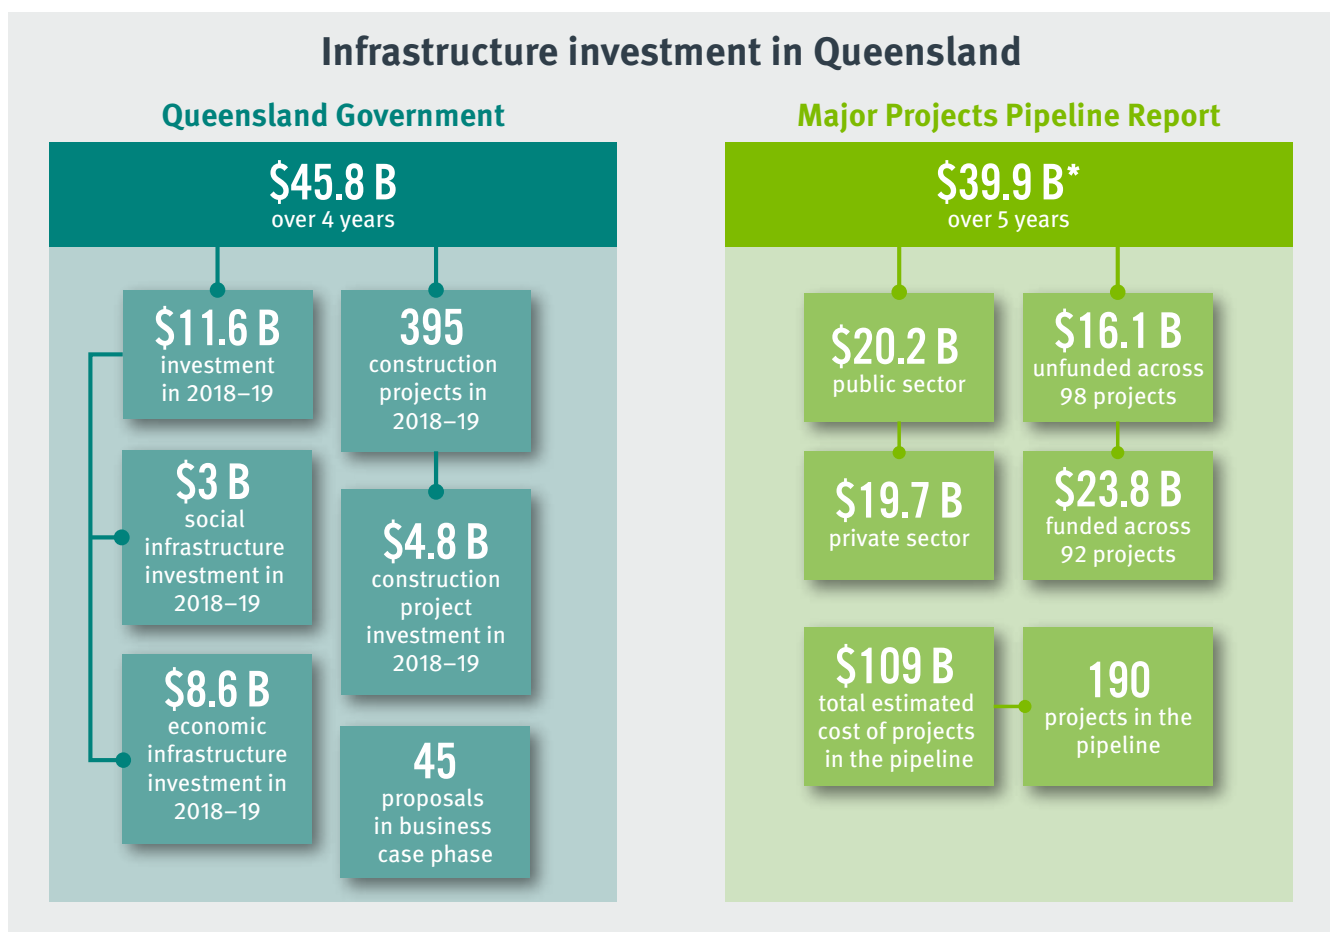 Infrastructure investment in Queensland
Queensland Government
$45.8 B
over 4 years
$11.6 B
investment
in 2018–19
395
construction
projects in
2018–19
$3 B
social
infrastructure
investment in
2018–19
$4.8 B
construction
project
investment in
2018–19
$8.6 B
economic
infrastructure
investment in
2018–19
45
proposals
in business
case phase
Major Projects Pipeline Report
$39.9 B*
over 5 years
$20.2 B
public sector
$16.1 B
unfunded across
98 projects
$19.7 B
private sector
$23.8 B
funded across
92 projects
$109 B
total estimated
cost of projects
in the pipeline
190
projects in the
pipeline